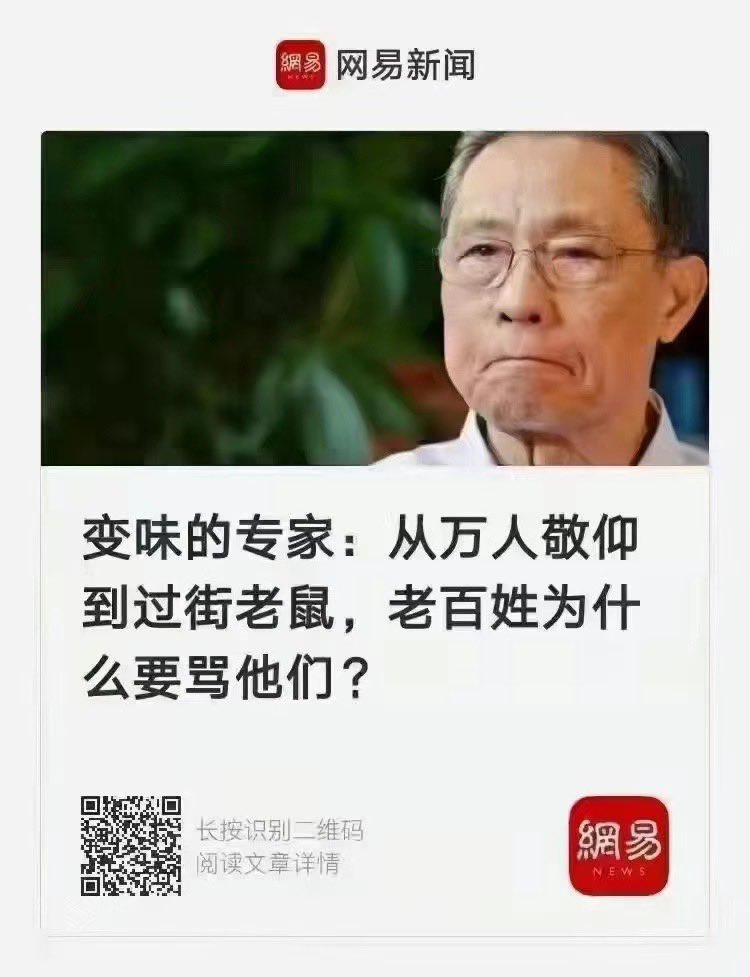 網易
NEWS
网易新闻
变味的专家：从万人敬仰
到过街老鼠，老百姓为什
么要骂他们？
长按识别二维码
阅读文章详情
網易
NEWS